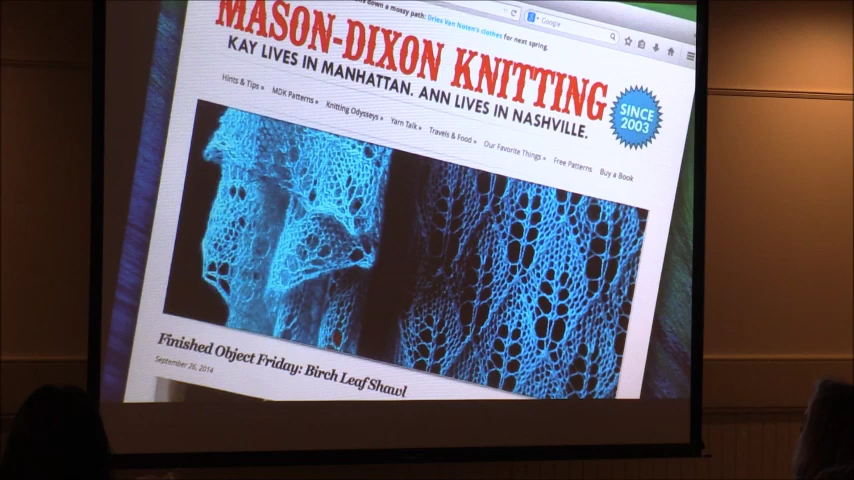 down a mossy path: Dries Van Noten's clothes for next spring.
Google
MASON-DIXON KNITTING
KAY LIVES IN MANHATTAN. ANN LIVES IN NASHVILLE.
SINCE
2003
Hints & Tips » MDK Patterns » Knitting Odysseys » Yarn Talk » Travels & Food » Our Favorite Things » Free Patterns Buy a Book
Finished Object Friday: Birch Leaf Shawl
September 26, 2014